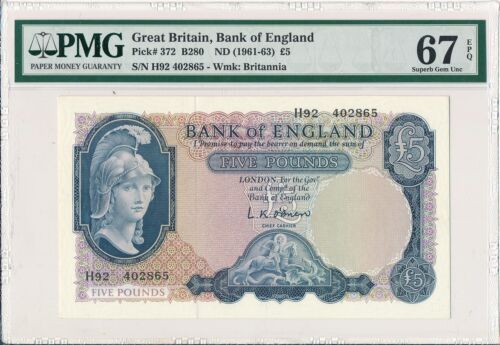 PMG
PAPER MONEY GUARANTY
Great Britain, Bank of England
Pick# 372 B280 ND (1961-63) £5
S/N H92 402865 - Wmk: Britannia
67 EPQ
Superb Gem Unc
H92 402865
BANK of ENGLAND
I Promise to pay the bearer on demand the sum of
FIVE POUNDS
£5
LONDON, For the Govr
and Compa of the
Bank of England
£5
L.K. O'Brien
CHIEF CASHIER
H92 402865
FIVE POUNDS
£5